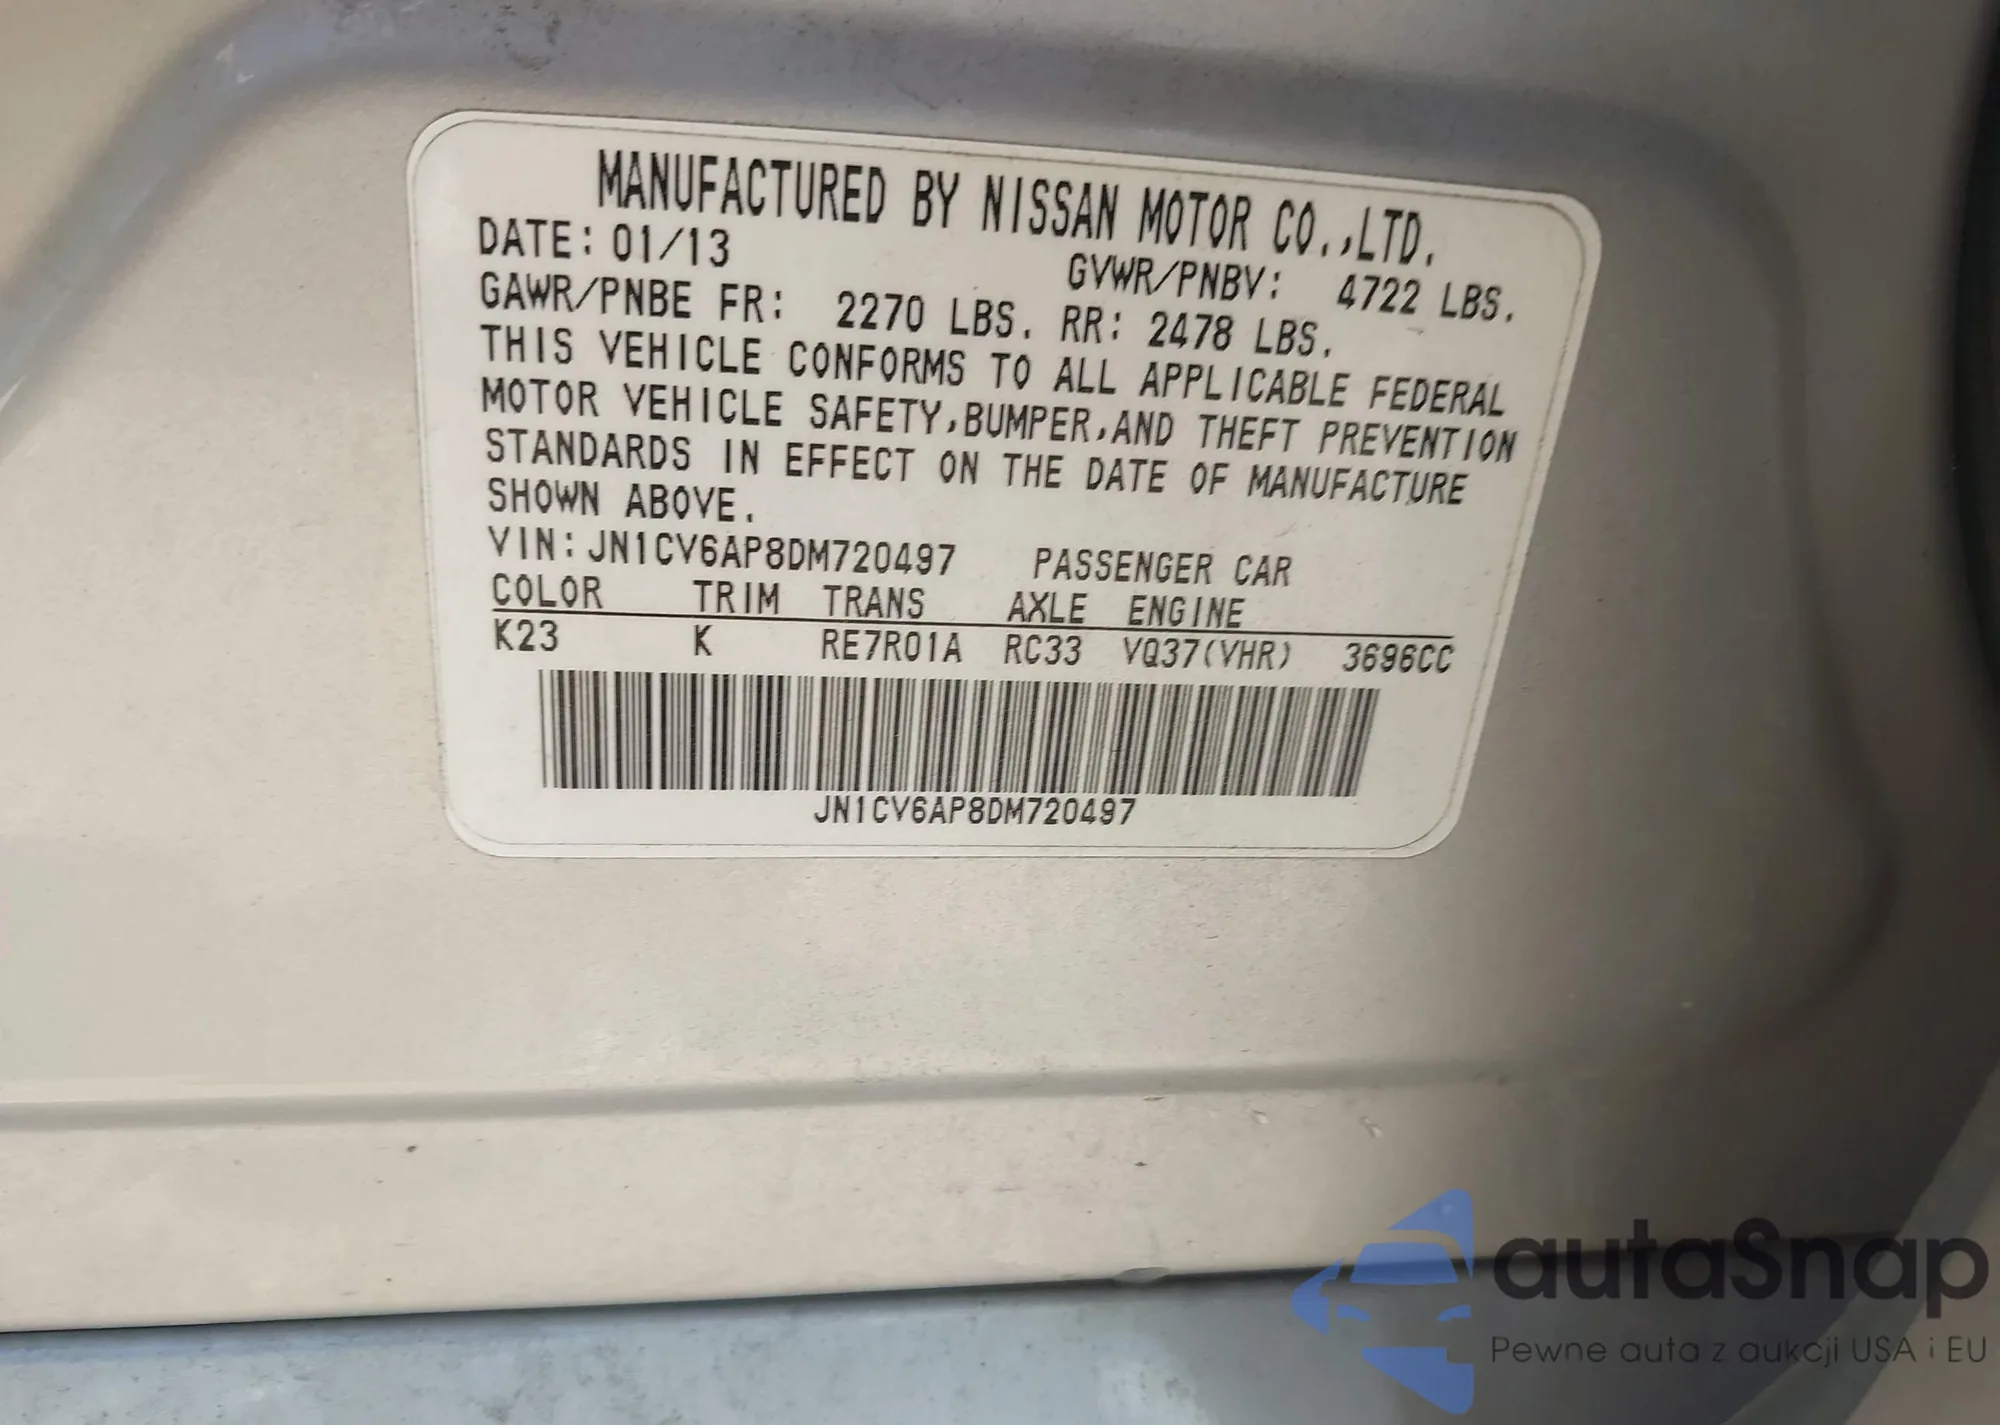 MANUFACTURED BY NISSAN MOTOR CO.,LTD.
DATE: 01/13 GVWR/PNBV: 4722 LBS.
GAWR/PNBE FR: 2270 LBS. RR: 2478 LBS.
THIS VEHICLE CONFORMS TO ALL APPLICABLE FEDERAL
MOTOR VEHICLE SAFETY,BUMPER,AND THEFT PREVENTION
STANDARDS IN EFFECT ON THE DATE OF MANUFACTURE
SHOWN ABOVE.
VIN: JN1CV6AP8DM720497 PASSENGER CAR
COLOR TRIM TRANS AXLE ENGINE
K23 K RE7R01A RC33 VQ37(VHR) 3696CC
JN1CV6AP8DM720497
autaSnap
Pewne auta z aukcji USA i EU